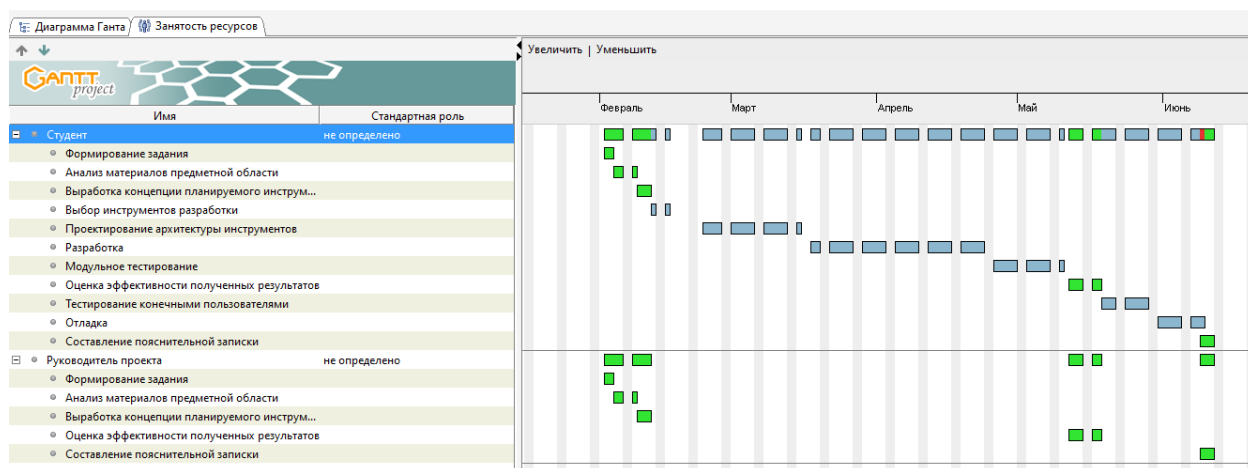 Диаграмма Ганта Занятость ресурсов
Увеличить | Уменьшить
GANTT
project
Февраль Март Апрель Май Июнь
Имя Стандартная роль
Студент не определено
Формирование задания
Анализ материалов предметной области
Выработка концепции планируемого инструм...
Выбор инструментов разработки
Проектирование архитектуры инструментов
Разработка
Модульное тестирование
Оценка эффективности полученных результатов
Тестирование конечными пользователями
Отладка
Составление пояснительной записки
Руководитель проекта не определено
Формирование задания
Анализ материалов предметной области
Выработка концепции планируемого инструм...
Оценка эффективности полученных результатов
Составление пояснительной записки